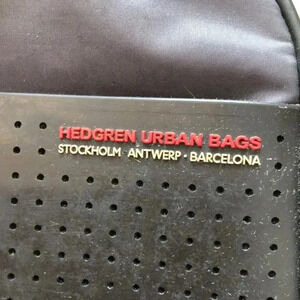 HEDGREN URBAN BAGS
STOCKHOLM · ANTWERP · BARCELONA